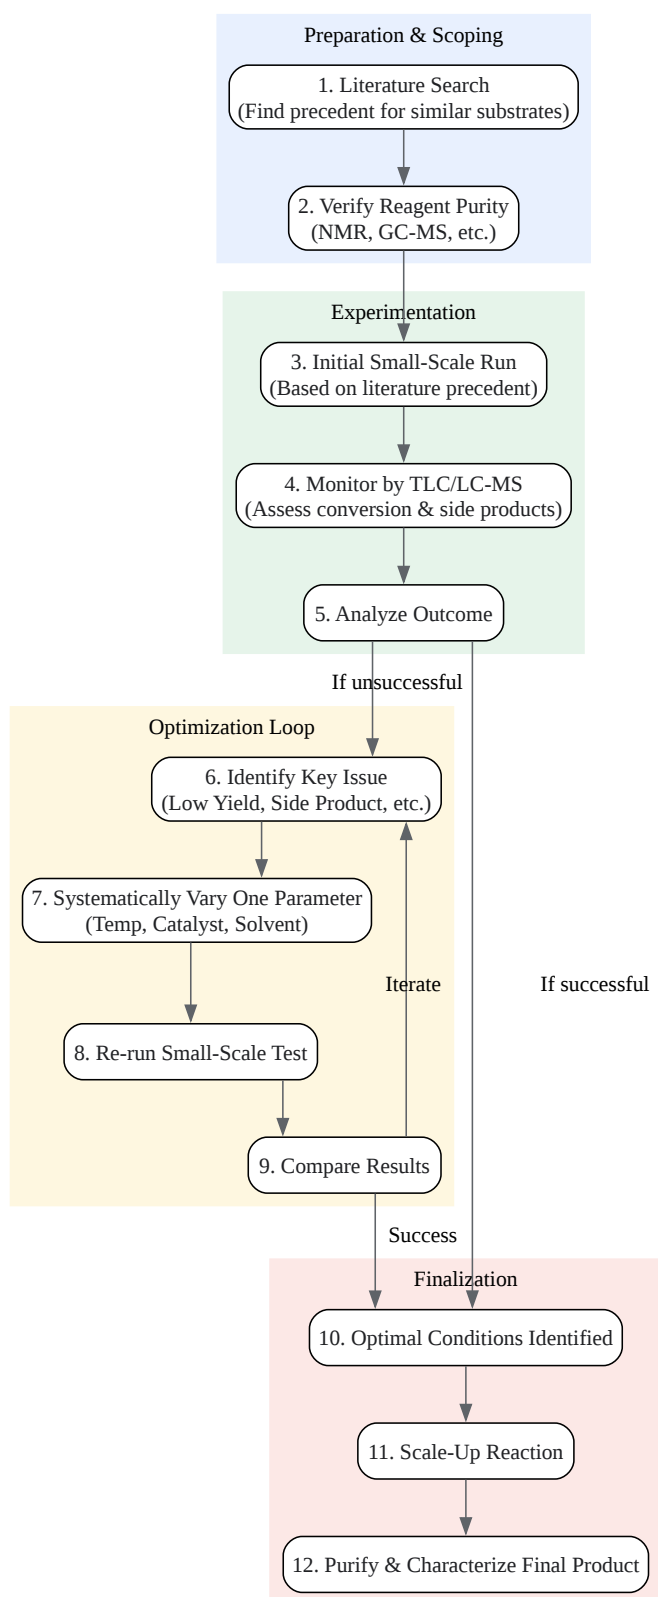 Preparation & Scoping
1. Literature Search
(Find precedent for similar substrates)
2. Verify Reagent Purity
(NMR, GC-MS, etc.)
Experimentation
3. Initial Small-Scale Run
(Based on literature precedent)
4. Monitor by TLC/LC-MS
(Assess conversion & side products)
5. Analyze Outcome
If unsuccessful
Optimization Loop
6. Identify Key Issue
(Low Yield, Side Product, etc.)
7. Systematically Vary One Parameter
(Temp, Catalyst, Solvent)
Iterate
If successful
8. Re-run Small-Scale Test
9. Compare Results
Success
Finalization
10. Optimal Conditions Identified
11. Scale-Up Reaction
12. Purify & Characterize Final Product